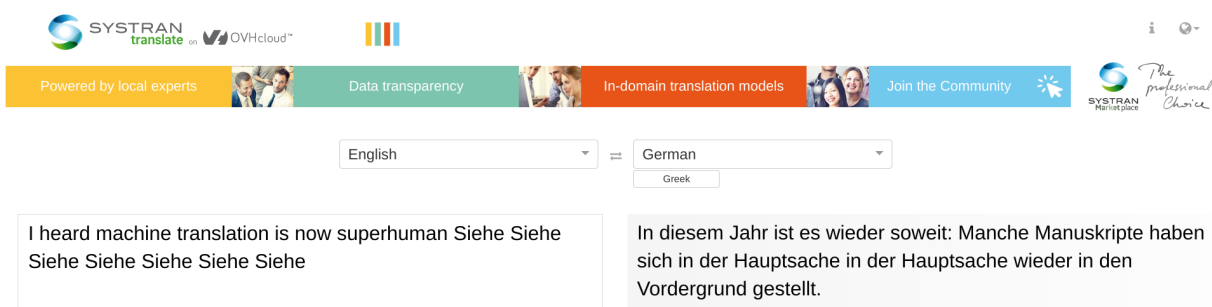 SYSTRAN
translate on OVHcloud™
Powered by local experts
Data transparency
In-domain translation models
Join the Community
SYSTRAN
Marketplace
The
professional
Choice
English
German
Greek
I heard machine translation is now superhuman Siehe Siehe
Siehe Siehe Siehe Siehe Siehe
In diesem Jahr ist es wieder soweit: Manche Manuskripte haben
sich in der Hauptsache in der Hauptsache wieder in den
Vordergrund gestellt.